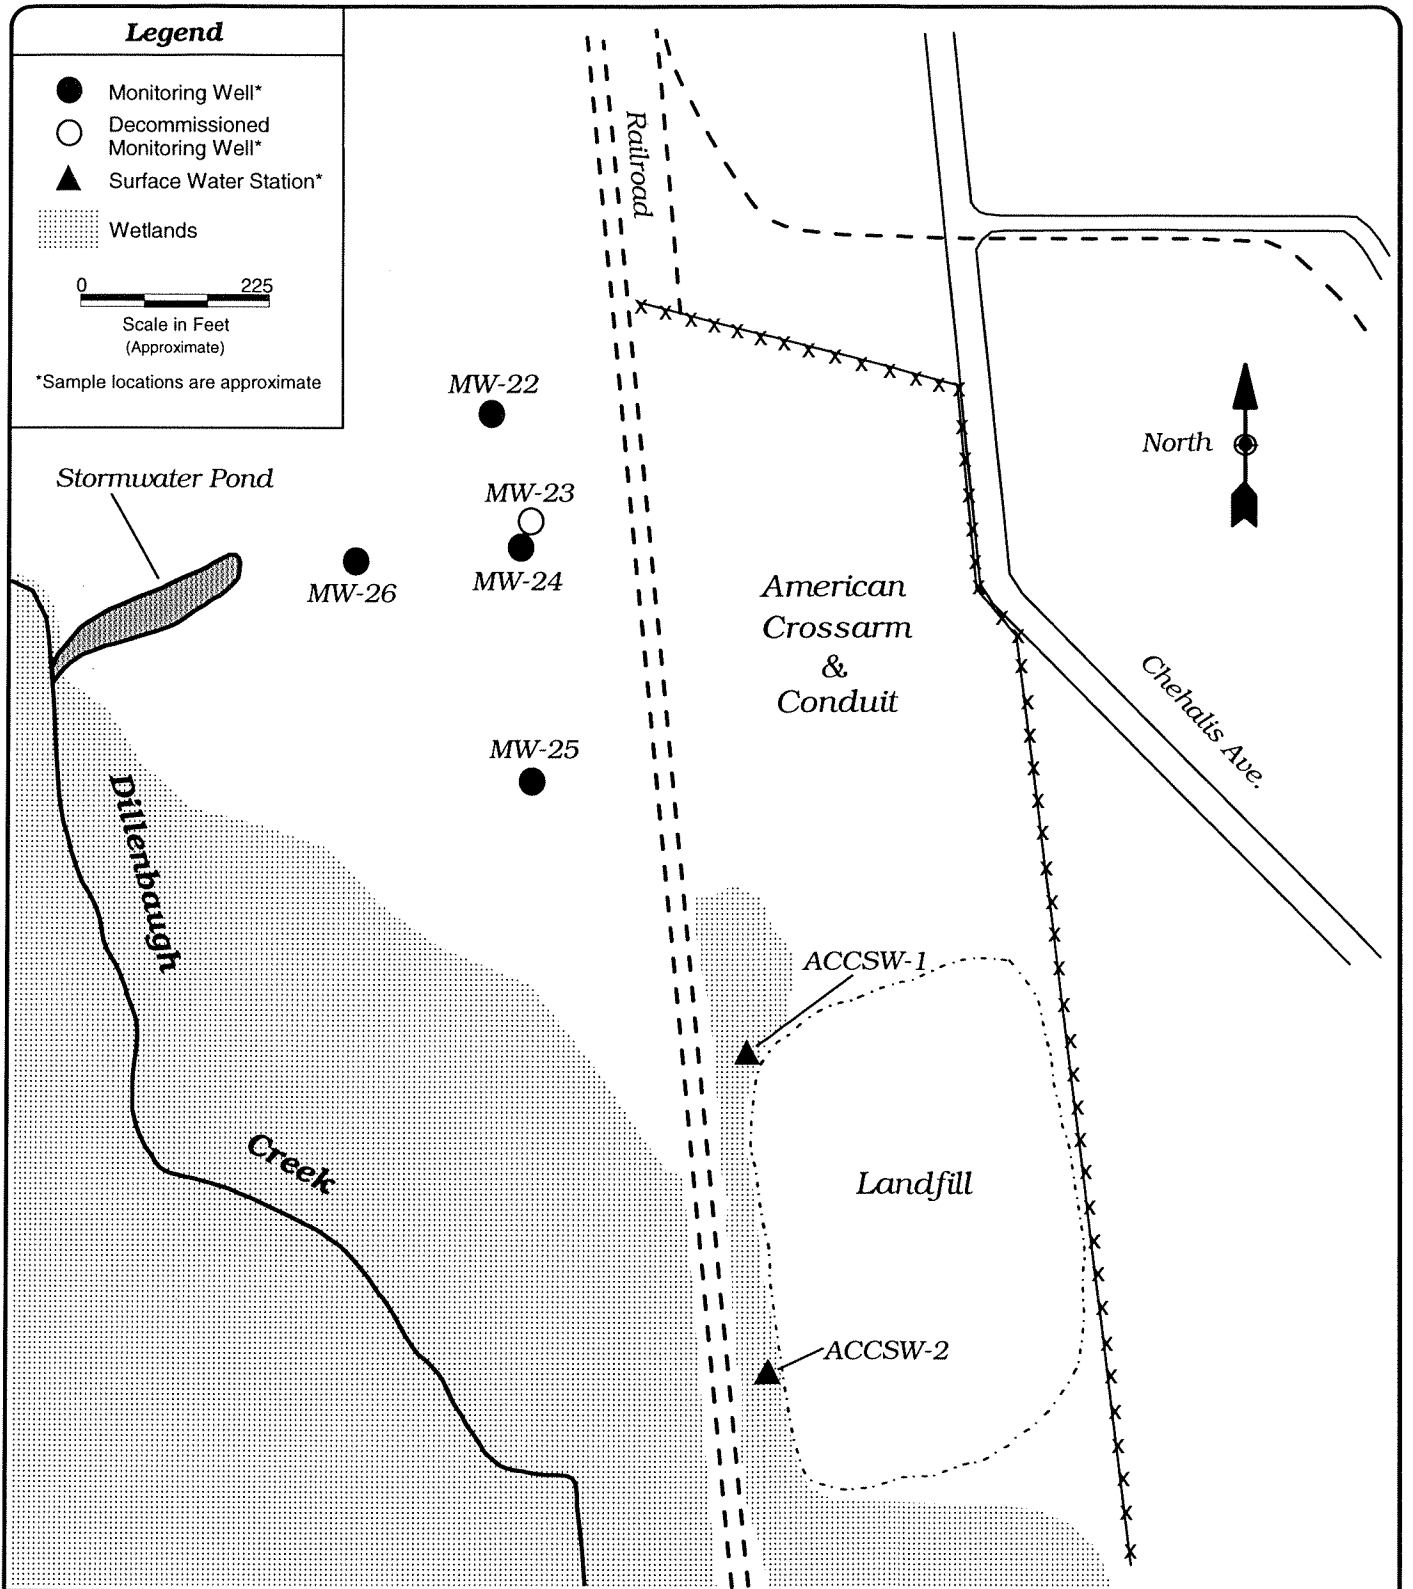 Legend
Monitoring Well*
Decommissioned
Monitoring Well*
Surface Water Station*
Wetlands
0 225
Scale in Feet
(Approximate)
*Sample locations are approximate
Railroad
MW-22
North
Stormwater Pond
MW-23
MW-24
MW-26
American
Crossarm
&
Conduit
Chehalis Ave.
MW-25
Dillenbaugh
Creek
ACCSW-1
Landfill
ACCSW-2
X X X X X X X X X X X X X X
X X X X X X X X X X X X X X X X X X X X X X X X X X X X X X X X X X X X